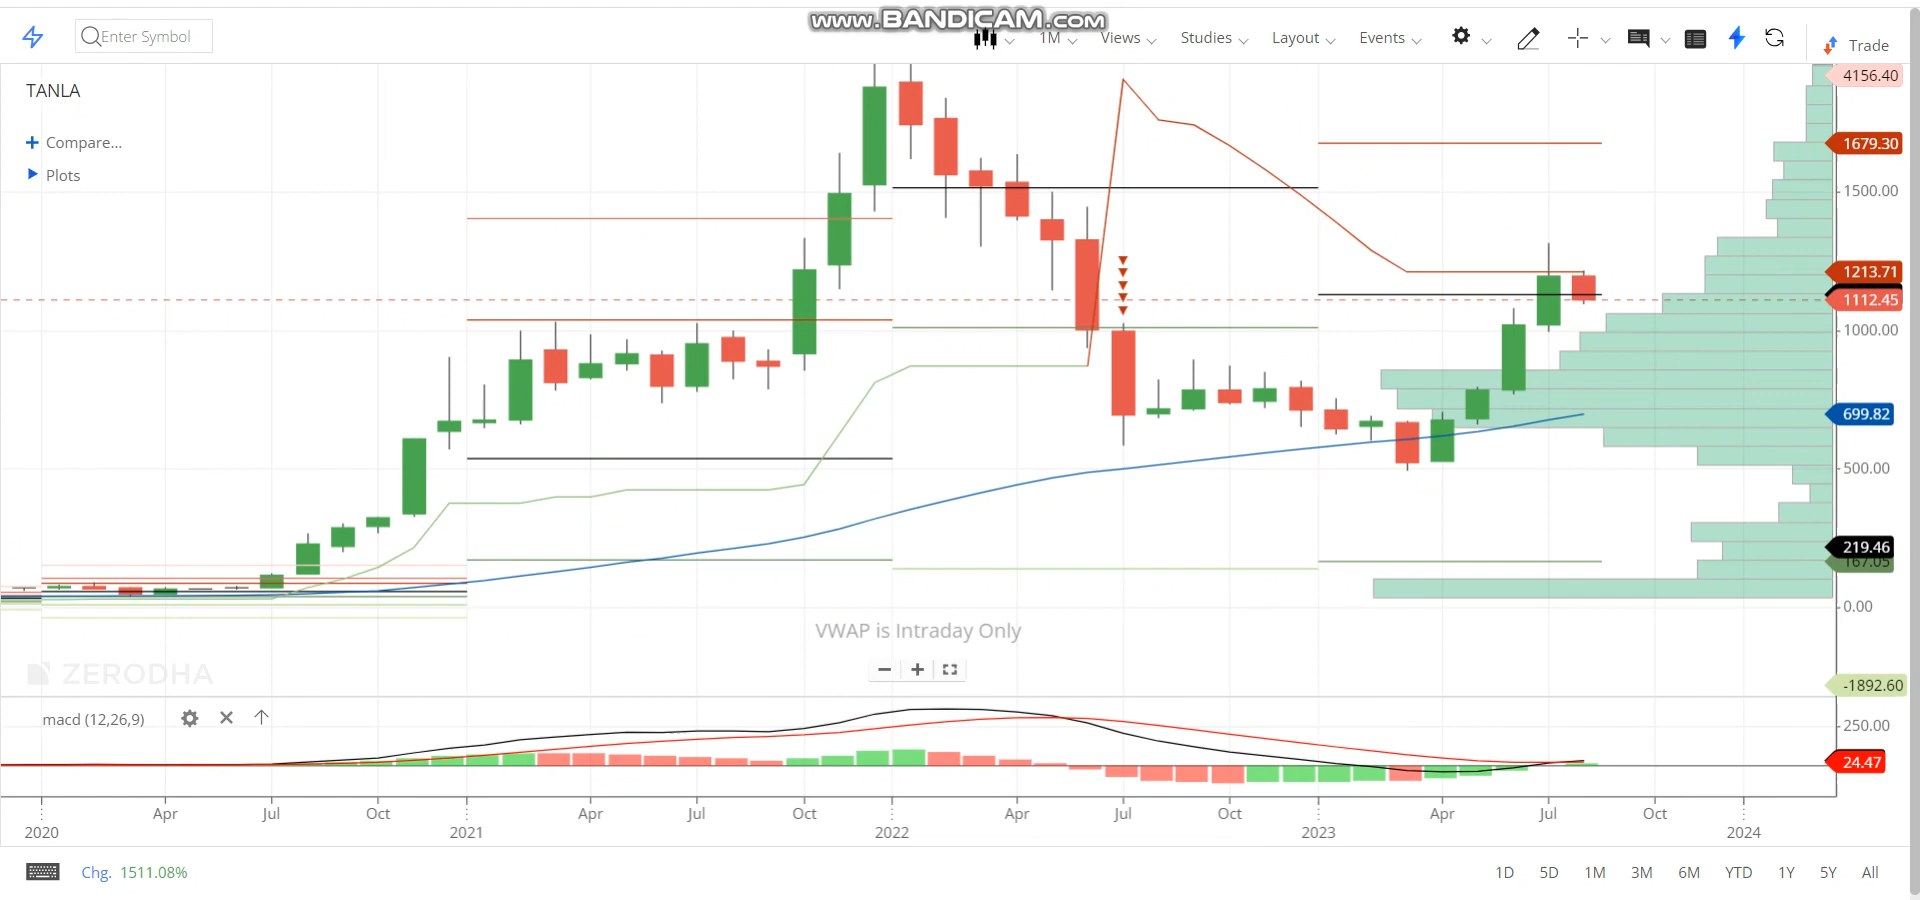 www.BANDICAM.com
Enter Symbol
1M Views Studies Layout Events Trade
TANLA
Compare...
Plots
4156.40
1679.30
1500.00
1213.71
1112.45
1000.00
699.82
500.00
219.46
167.05
0.00
VWAP is Intraday Only
ZERODHA
-1892.60
macd (12,26,9)
250.00
24.47
Apr Jul Oct Apr Jul Oct Apr Jul Oct Apr Jul Oct
2020 2021 2022 2023 2024
Chg. 1511.08%
1D 5D 1M 3M 6M YTD 1Y 5Y All